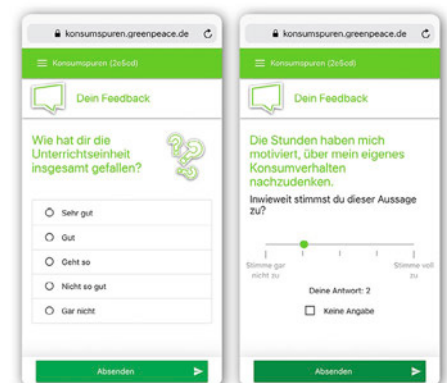 konsumspuren.greenpeace.de
Konsumspuren (2e5ed)
Dein Feedback
Wie hat dir die
Unterrichtseinheit
insgesamt gefallen?
Sehr gut
Gut
Geht so
Nicht so gut
Gar nicht
Absenden
konsumspuren.greenpeace.de
Konsumspuren (2e5ed)
Dein Feedback
Die Stunden haben mich
motiviert, über mein eigenes
Konsumverhalten
nachzudenken.
Inwieweit stimmst du dieser Aussage
zu?
Stimme gar
nicht zu
Stimme voll
zu
Deine Antwort: 2
Keine Angabe
Absenden